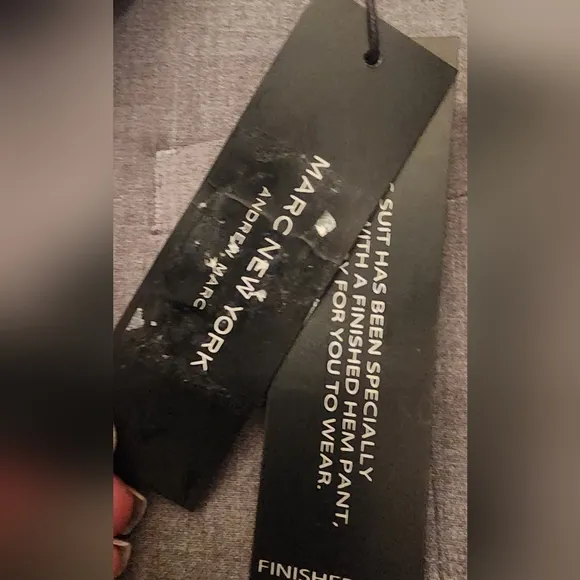 MARC NEW YORK
ANDREW MARC
SUIT HAS BEEN SPECIALLY
WITH A FINISHED HEM PANT,
FOR YOU TO WEAR.
FINISHED